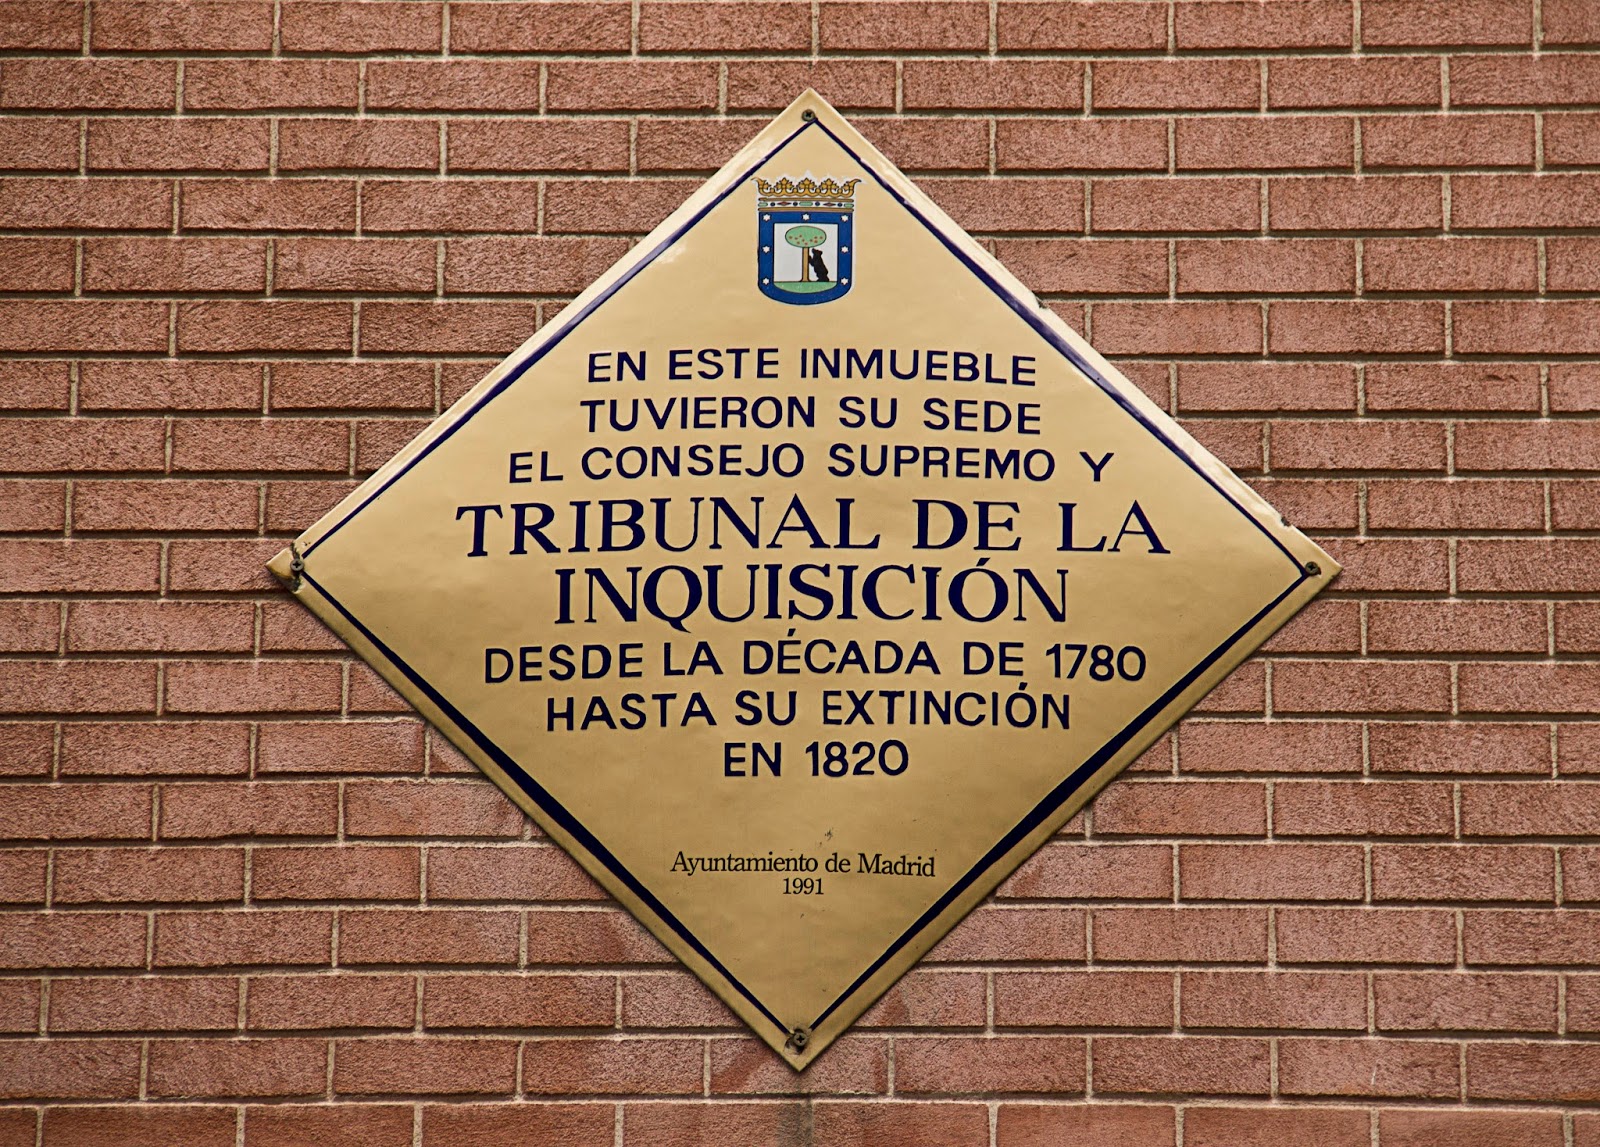 EN ESTE INMUEBLE
TUVIERON SU SEDE
EL CONSEJO SUPREMO Y
TRIBUNAL DE LA
INQUISICIÓN
DESDE LA DÉCADA DE 1780
HASTA SU EXTINCIÓN
EN 1820
Ayuntamiento de Madrid
1991